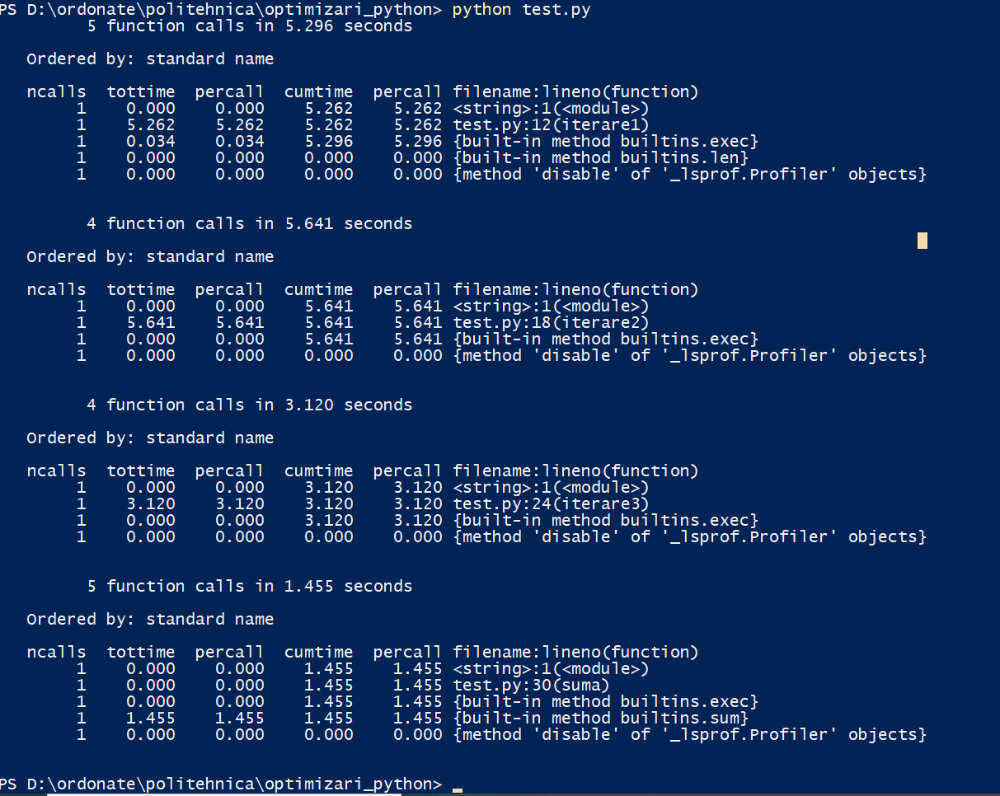 PS D:\ordonate\politehnica\optimizari_python> python test.py
         5 function calls in 5.296 seconds

   Ordered by: standard name

   ncalls  tottime  percall  cumtime  percall filename:lineno(function)
        1    0.000    0.000    5.262    5.262 <string>:1(<module>)
        1    5.262    5.262    5.262    5.262 test.py:12(iterare1)
        1    0.034    0.034    5.296    5.296 {built-in method builtins.exec}
        1    0.000    0.000    0.000    0.000 {built-in method builtins.len}
        1    0.000    0.000    0.000    0.000 {method 'disable' of '_lsprof.Profiler' objects}


         4 function calls in 5.641 seconds

   Ordered by: standard name

   ncalls  tottime  percall  cumtime  percall filename:lineno(function)
        1    0.000    0.000    5.641    5.641 <string>:1(<module>)
        1    5.641    5.641    5.641    5.641 test.py:18(iterare2)
        1    0.000    0.000    5.641    5.641 {built-in method builtins.exec}
        1    0.000    0.000    0.000    0.000 {method 'disable' of '_lsprof.Profiler' objects}


         4 function calls in 3.120 seconds

   Ordered by: standard name

   ncalls  tottime  percall  cumtime  percall filename:lineno(function)
        1    0.000    0.000    3.120    3.120 <string>:1(<module>)
        1    3.120    3.120    3.120    3.120 test.py:24(iterare3)
        1    0.000    0.000    3.120    3.120 {built-in method builtins.exec}
        1    0.000    0.000    0.000    0.000 {method 'disable' of '_lsprof.Profiler' objects}


         5 function calls in 1.455 seconds

   Ordered by: standard name

   ncalls  tottime  percall  cumtime  percall filename:lineno(function)
        1    0.000    0.000    1.455    1.455 <string>:1(<module>)
        1    0.000    0.000    1.455    1.455 test.py:30(suma)
        1    0.000    0.000    1.455    1.455 {built-in method builtins.exec}
        1    1.455    1.455    1.455    1.455 {built-in method builtins.sum}
        1    0.000    0.000    0.000    0.000 {method 'disable' of '_lsprof.Profiler' objects}


PS D:\ordonate\politehnica\optimizari_python>